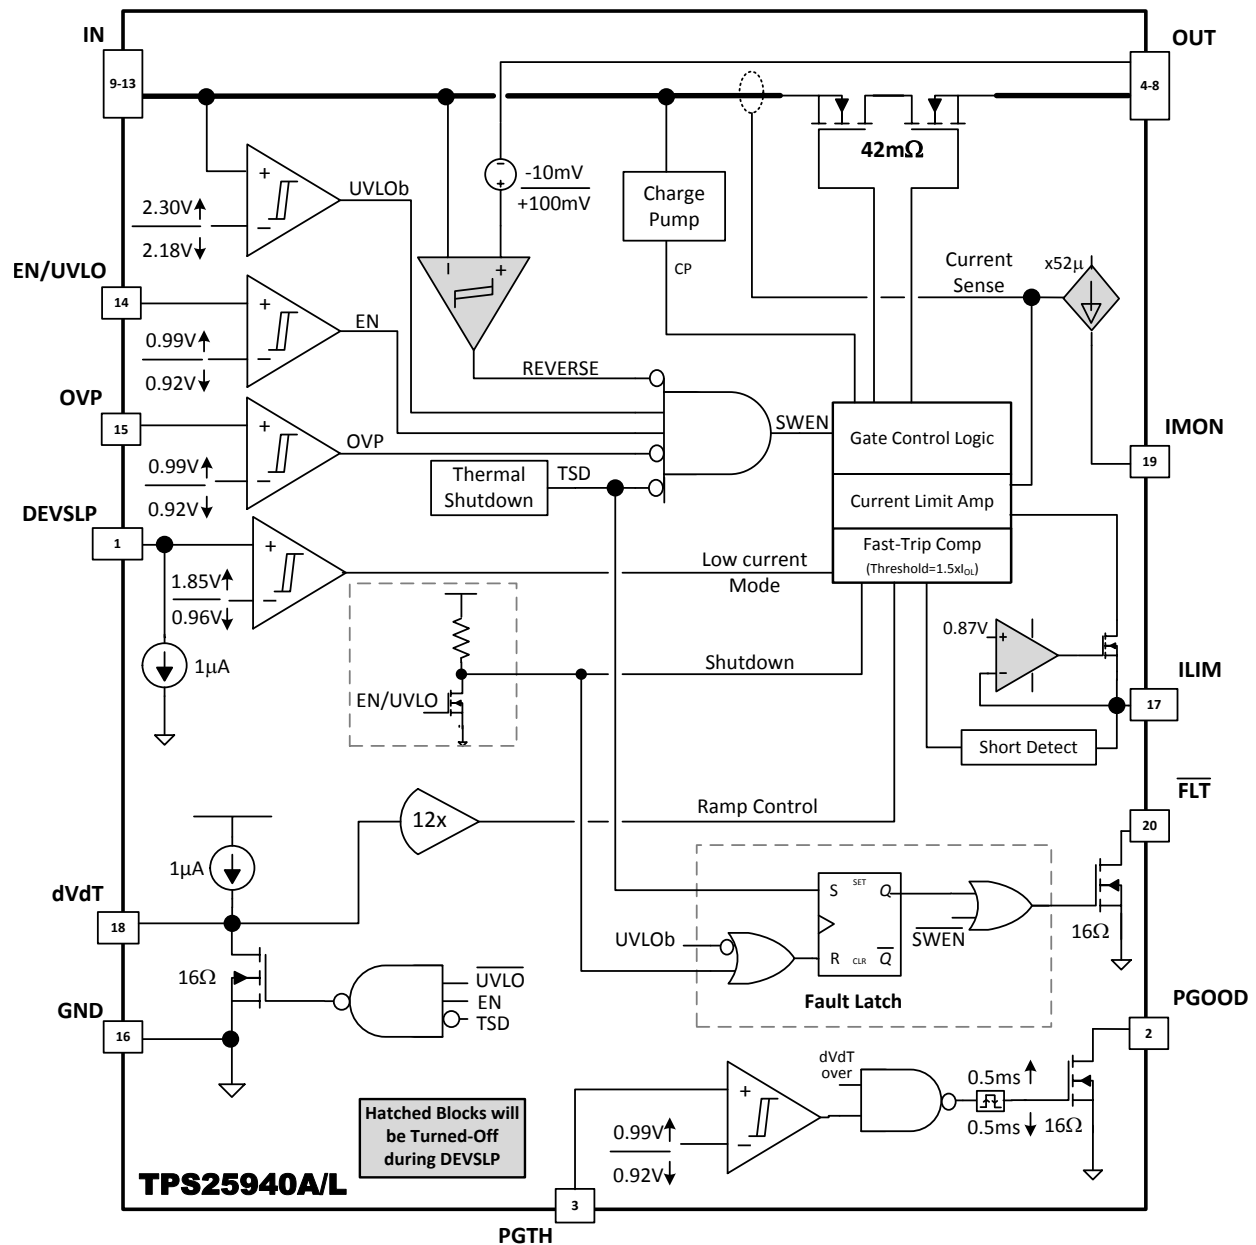 IN
OUT
9-13
4-8
42mΩ
-10mV
+100mV
Charge
Pump
CP
UVLOb
2.30V
2.18V
+
−
EN/UVLO
14
EN
0.99V
0.92V
+
−
− +
Current
Sense
x52µ
REVERSE
OVP
15
OVP
0.99V
0.92V
+
−
SWEN
Thermal
Shutdown
TSD
Gate Control Logic
Current Limit Amp
Fast-Trip Comp
(Threshold=1.5xIOL)
IMON
19
DEVSLP
1
1.85V
0.96V
+
−
1µA
Low current
Mode
Shutdown
EN/UVLO
0.87V
+
−
ILIM
17
Short Detect
FLT
20
12x
Ramp Control
1µA
dVdT
18
16Ω
UVLO
EN
TSD
GND
16
S
SET
Q
R
CLR
Q
UVLOb
SWEN
Fault Latch
16Ω
PGOOD
2
dVdT
over
0.5ms
0.5ms
16Ω
+
−
0.99V
0.92V
Hatched Blocks will
be Turned-Off
during DEVSLP
TPS25940A/L
3
PGTH